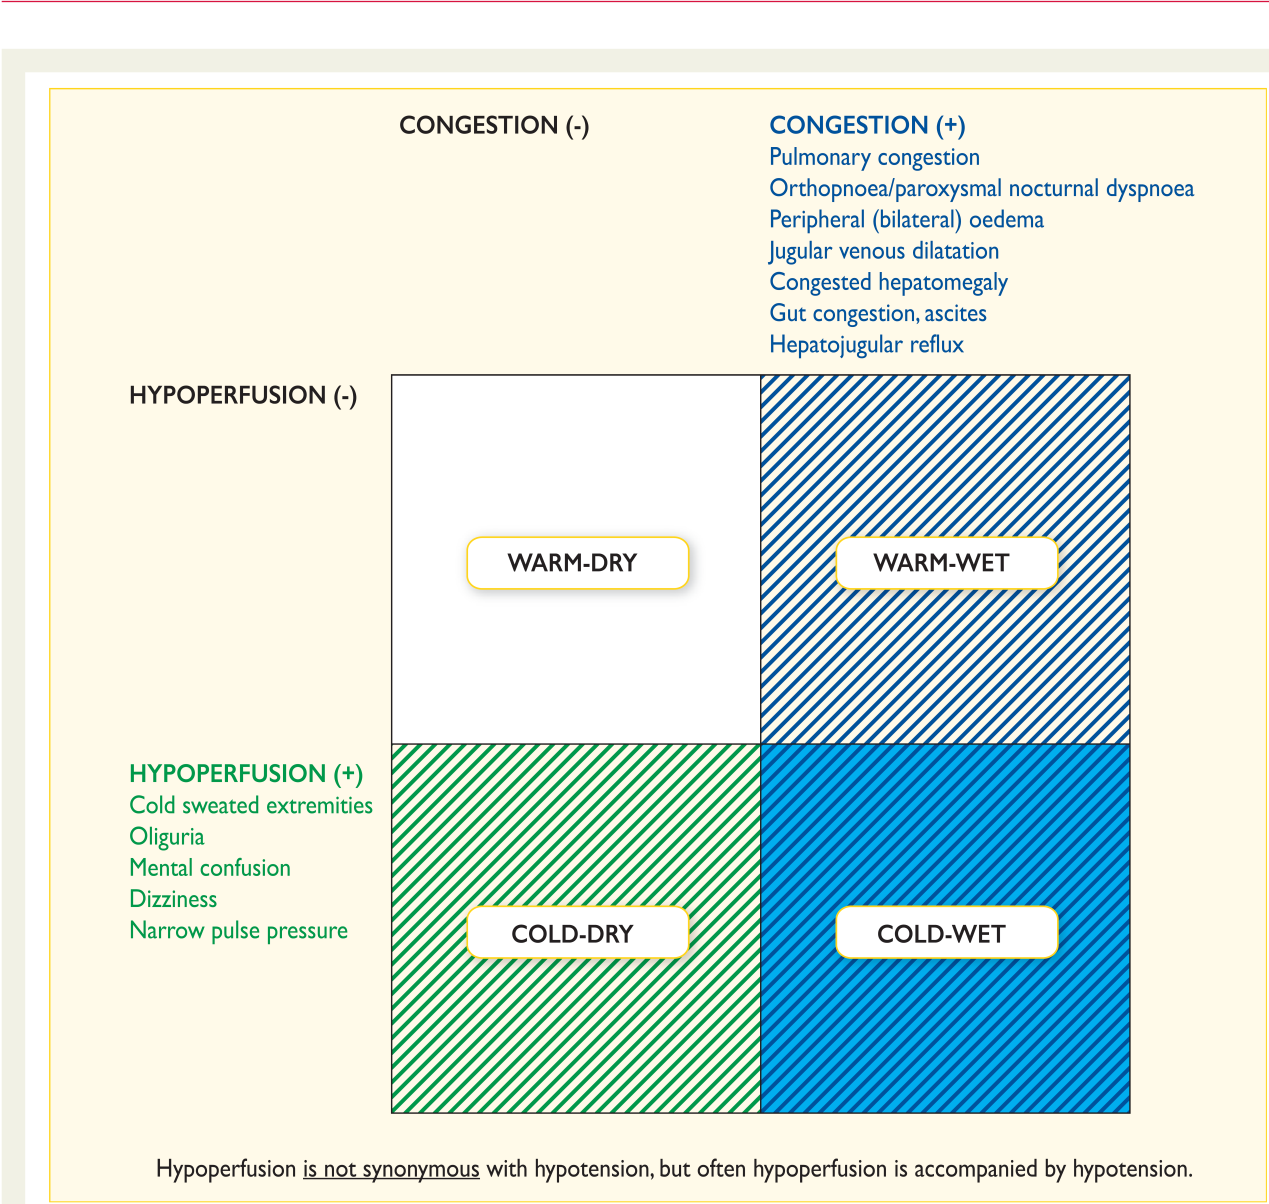 CONGESTION (-)
CONGESTION (+)
Pulmonary congestion
Orthopnoea/paroxysmal nocturnal dyspnoea
Peripheral (bilateral) oedema
Jugular venous dilatation
Congested hepatomegaly
Gut congestion, ascites
Hepatojugular reflux
HYPOPERFUSION (-)
WARM-DRY
WARM-WET
HYPOPERFUSION (+)
Cold sweated extremities
Oliguria
Mental confusion
Dizziness
Narrow pulse pressure
COLD-DRY
COLD-WET
Hypoperfusion is not synonymous with hypotension, but often hypoperfusion is accompanied by hypotension.